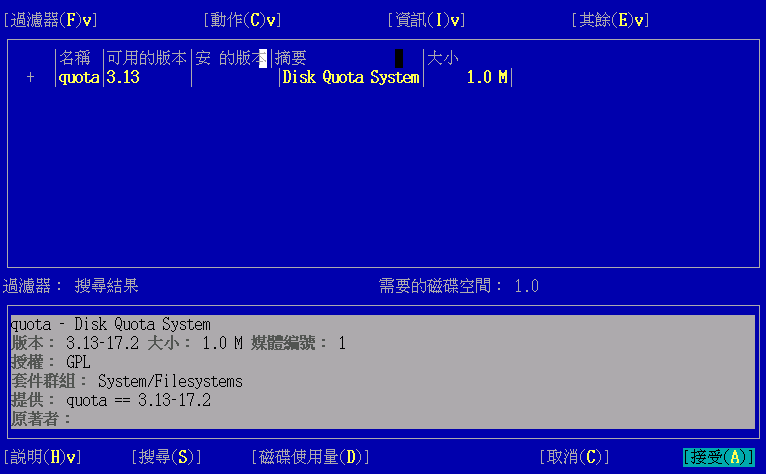 [過濾器(F)v] [動作(C)v] [資訊(I)v] [其餘(E)v]
名稱 可用的版本 安 的版本 摘要 大小
+ quota 3.13 Disk Quota System 1.0 M
過濾器: 搜尋結果 需要的磁碟空間: 1.0
quota - Disk Quota System
版本: 3.13-17.2 大小: 1.0 M 媒體編號: 1
授權: GPL
套件群組: System/Filesystems
提供: quota == 3.13-17.2
原著者:
[說明(H)v] [搜尋(S)] [磁碟使用量(D)] [取消(C)] [接受(A)]